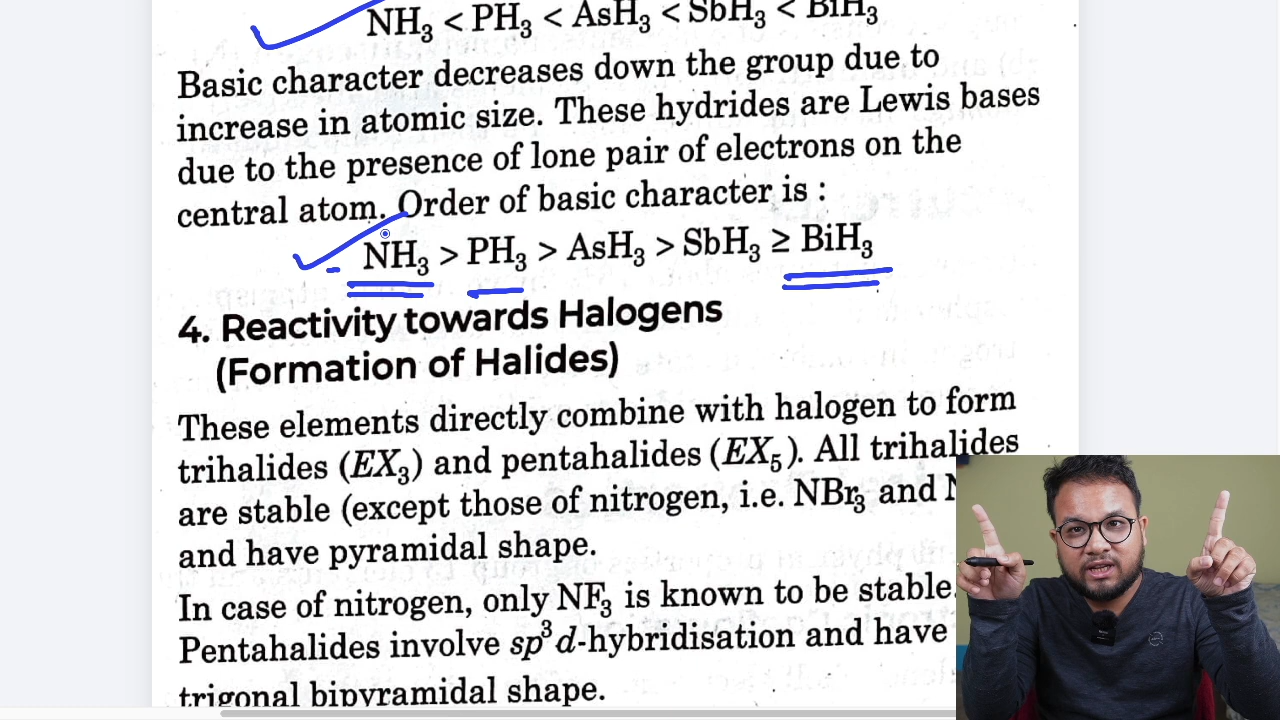 NH₃ < PH₃ < AsH₃ < SbH₃ < BiH₃
Basic character decreases down the group due to
increase in atomic size. These hydrides are Lewis bases
due to the presence of lone pair of electrons on the
central atom. Order of basic character is :
NH₃ > PH₃ > AsH₃ > SbH₃ ≥ BiH₃
4. Reactivity towards Halogens
(Formation of Halides)
These elements directly combine with halogen to form
trihalides (EX₃) and pentahalides (EX₅). All trihalides
are stable (except those of nitrogen, i.e. NBr₃ and
and have pyramidal shape.
In case of nitrogen, only NF₃ is known to be stable.
Pentahalides involve sp³d-hybridisation and have
trigonal bipyramidal shape.